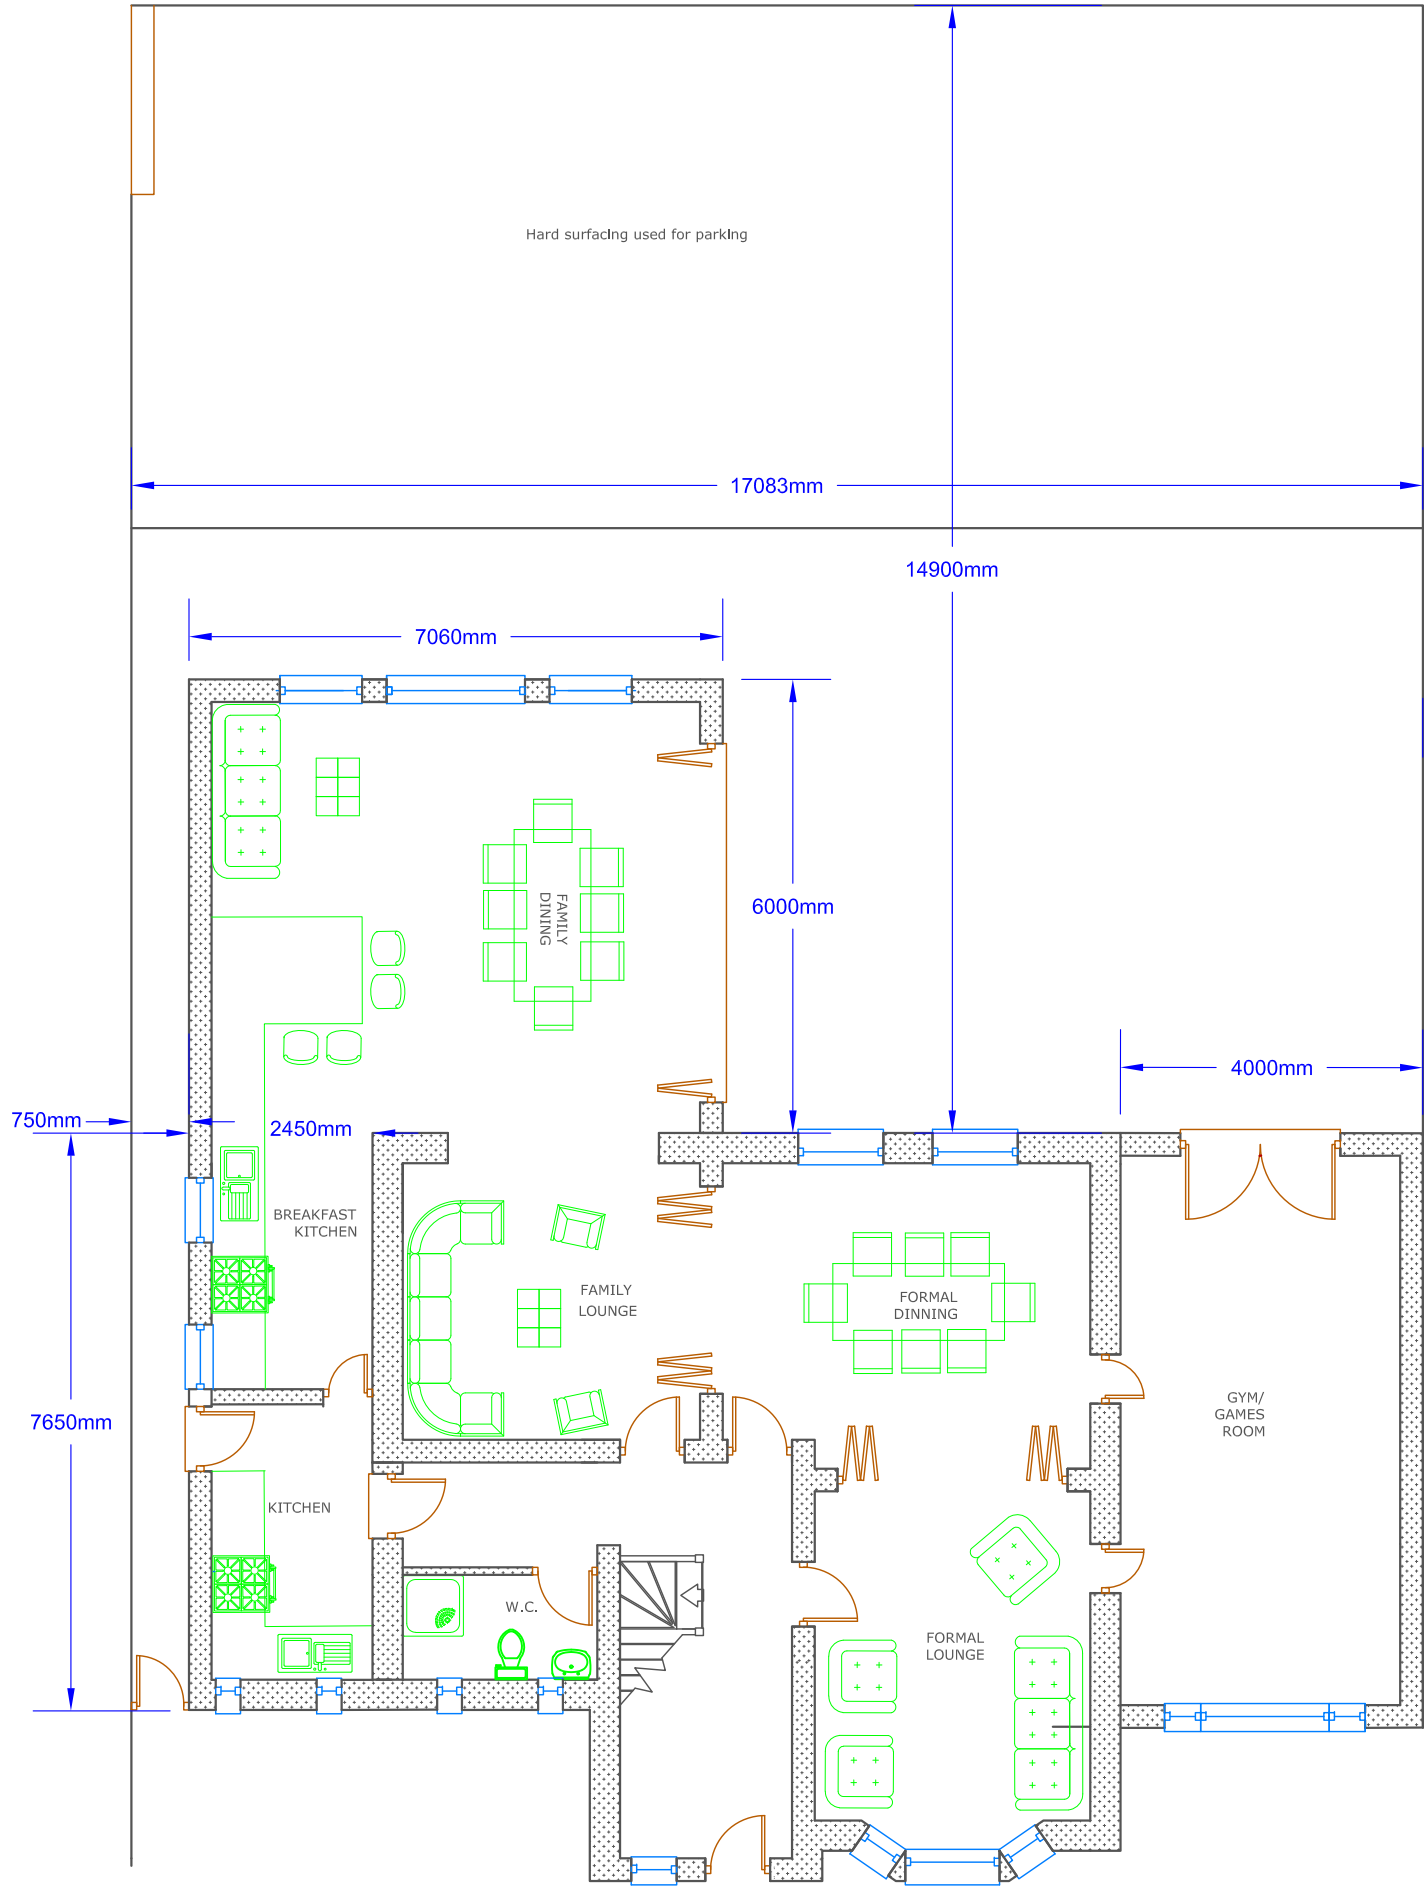 Hard surfacing used for parking
17083mm
14900mm
7060mm
6000mm
FAMILY
DINING
4000mm
750mm
2450mm
BREAKFAST
KITCHEN
FAMILY
LOUNGE
FORMAL
DINNING
GYM/
GAMES
ROOM
7650mm
KITCHEN
W.C.
FORMAL
LOUNGE